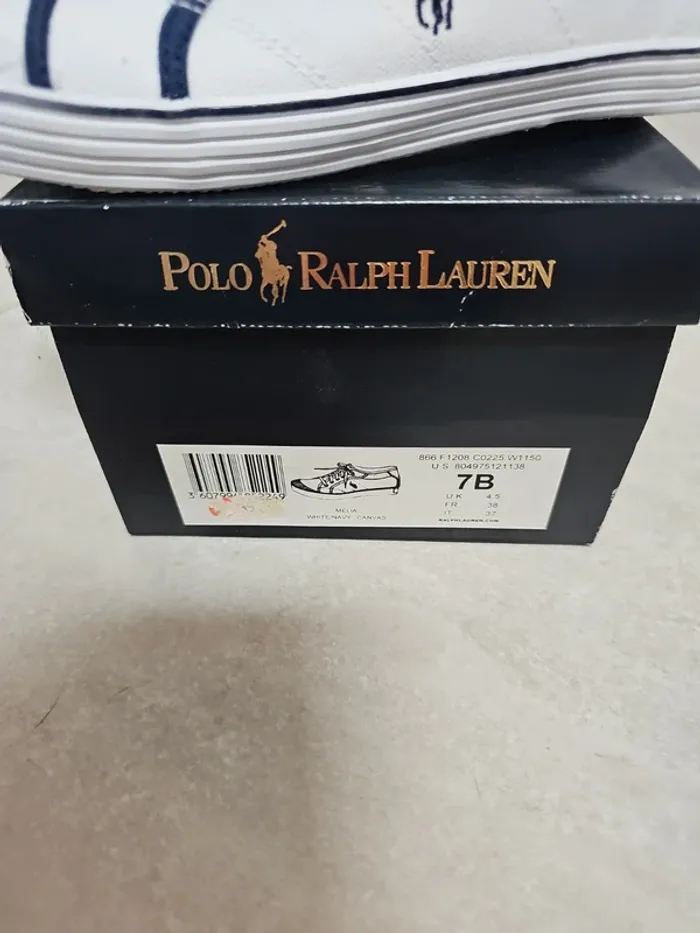 POLO RALPH LAUREN
866 F1208 C0225 W1150
U S 804975121138
7B
U K 4.5
FR 38
IT 37
RALPHLAUREN.COM
MELIA
WHITE/NAVY CANVAS